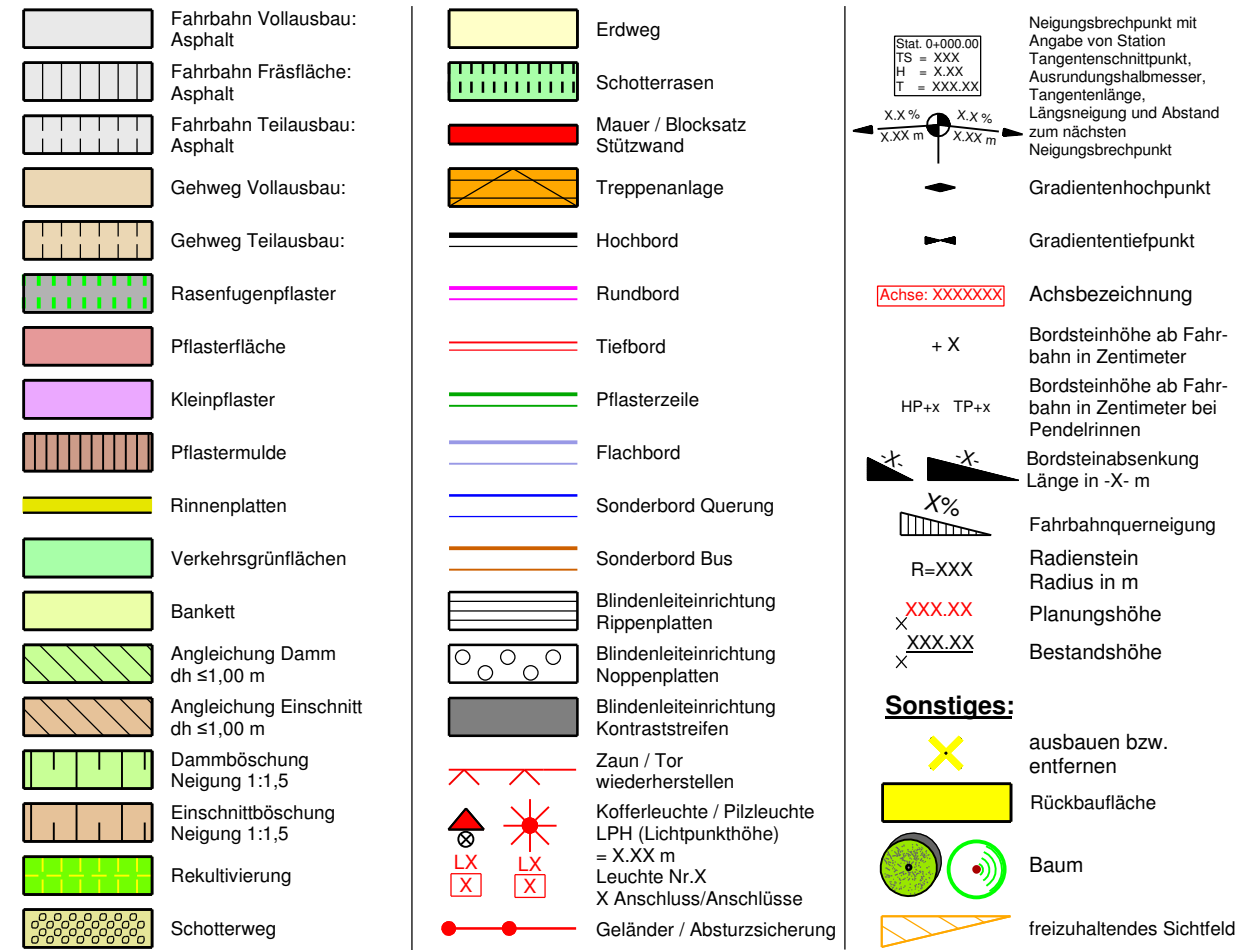 Fahrbahn Vollausbau:
Asphalt
Fahrbahn Fräsfläche:
Asphalt
Fahrbahn Teilausbau:
Asphalt
Gehweg Vollausbau:
Gehweg Teilausbau:
Rasenfugenpflaster
Pflasterfläche
Kleinpflaster
Pflastermulde
Rinnenplatten
Verkehrsgrünflächen
Bankett
Angleichung Damm
dh ≤1,00 m
Angleichung Einschnitt
dh ≤1,00 m
Dammböschung
Neigung 1:1,5
Einschnittböschung
Neigung 1:1,5
Rekultivierung
Schotterweg
Erdweg
Schotterrasen
Mauer / Blocksatz
Stützwand
Treppenanlage
Hochbord
Rundbord
Tiefbord
Pflasterzeile
Flachbord
Sonderbord Querung
Sonderbord Bus
Blindenleiteinrichtung
Rippenplatten
Blindenleiteinrichtung
Noppenplatten
Blindenleiteinrichtung
Kontraststreifen
Zaun / Tor
wiederherstellen
LX
X
LX
X
Kofferleuchte / Pilzleuchte
LPH (Lichtpunkthöhe)
= X.XX m
Leuchte Nr.X
X Anschluss/Anschlüsse
Geländer / Absturzsicherung
Stat. 0+000.00
TS = XXX
H = X.XX
T = XXX.XX
X.X %
X.XX m
X.X %
X.XX m
Neigungsbrechpunkt mit
Angabe von Station
Tangentenschnittpunkt,
Ausrundungshalbmesser,
Tangentenlänge,
Längsneigung und Abstand
zum nächsten
Neigungsbrechpunkt
Gradientenhochpunkt
Gradiententiefpunkt
Achse: XXXXXXX
Achsbezeichnung
+ X
Bordsteinhöhe ab Fahr-
bahn in Zentimeter
HP+x TP+x
Bordsteinhöhe ab Fahr-
bahn in Zentimeter bei
Pendelrinnen
-X-
-X-
Bordsteinabsenkung
Länge in -X- m
X%
Fahrbahnquerneigung
R=XXX
Radienstein
Radius in m
XXX.XX
Planungshöhe
XXX.XX
Bestandshöhe
Sonstiges:
ausbauen bzw.
entfernen
Rückbaufläche
Baum
freizuhaltendes Sichtfeld